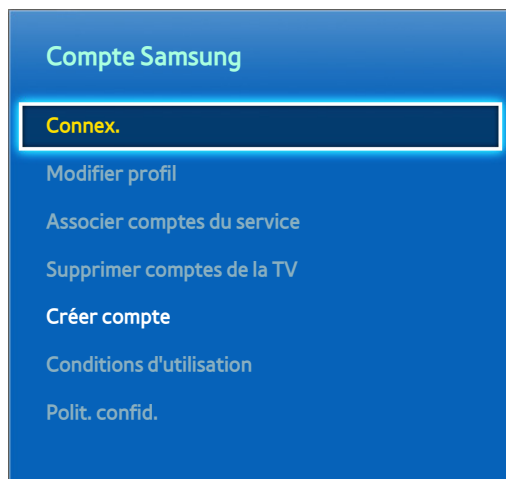 Compte Samsung
Connex.
Modifier profil
Associer comptes du service
Supprimer comptes de la TV
Créer compte
Conditions d'utilisation
Polit. confid.